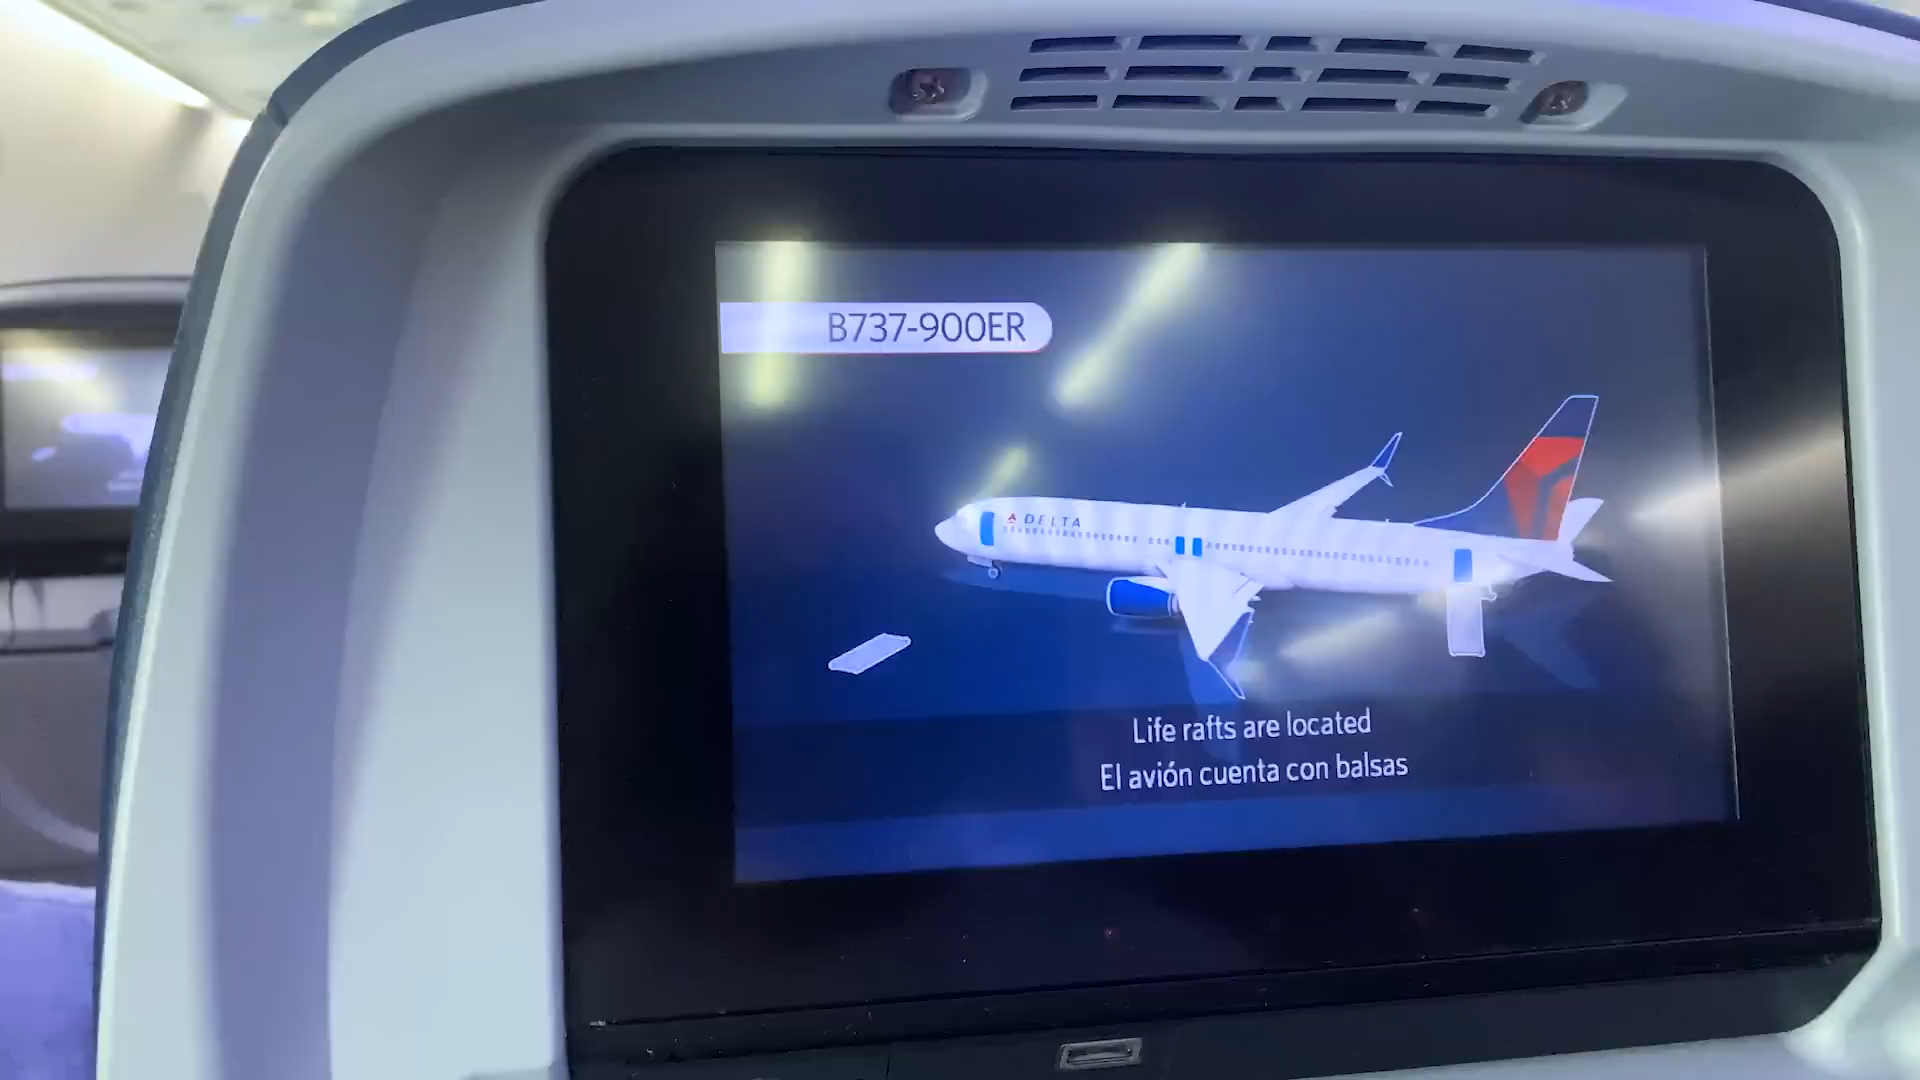 B737-900ER
DELTA
Life rafts are located
El avión cuenta con balsas